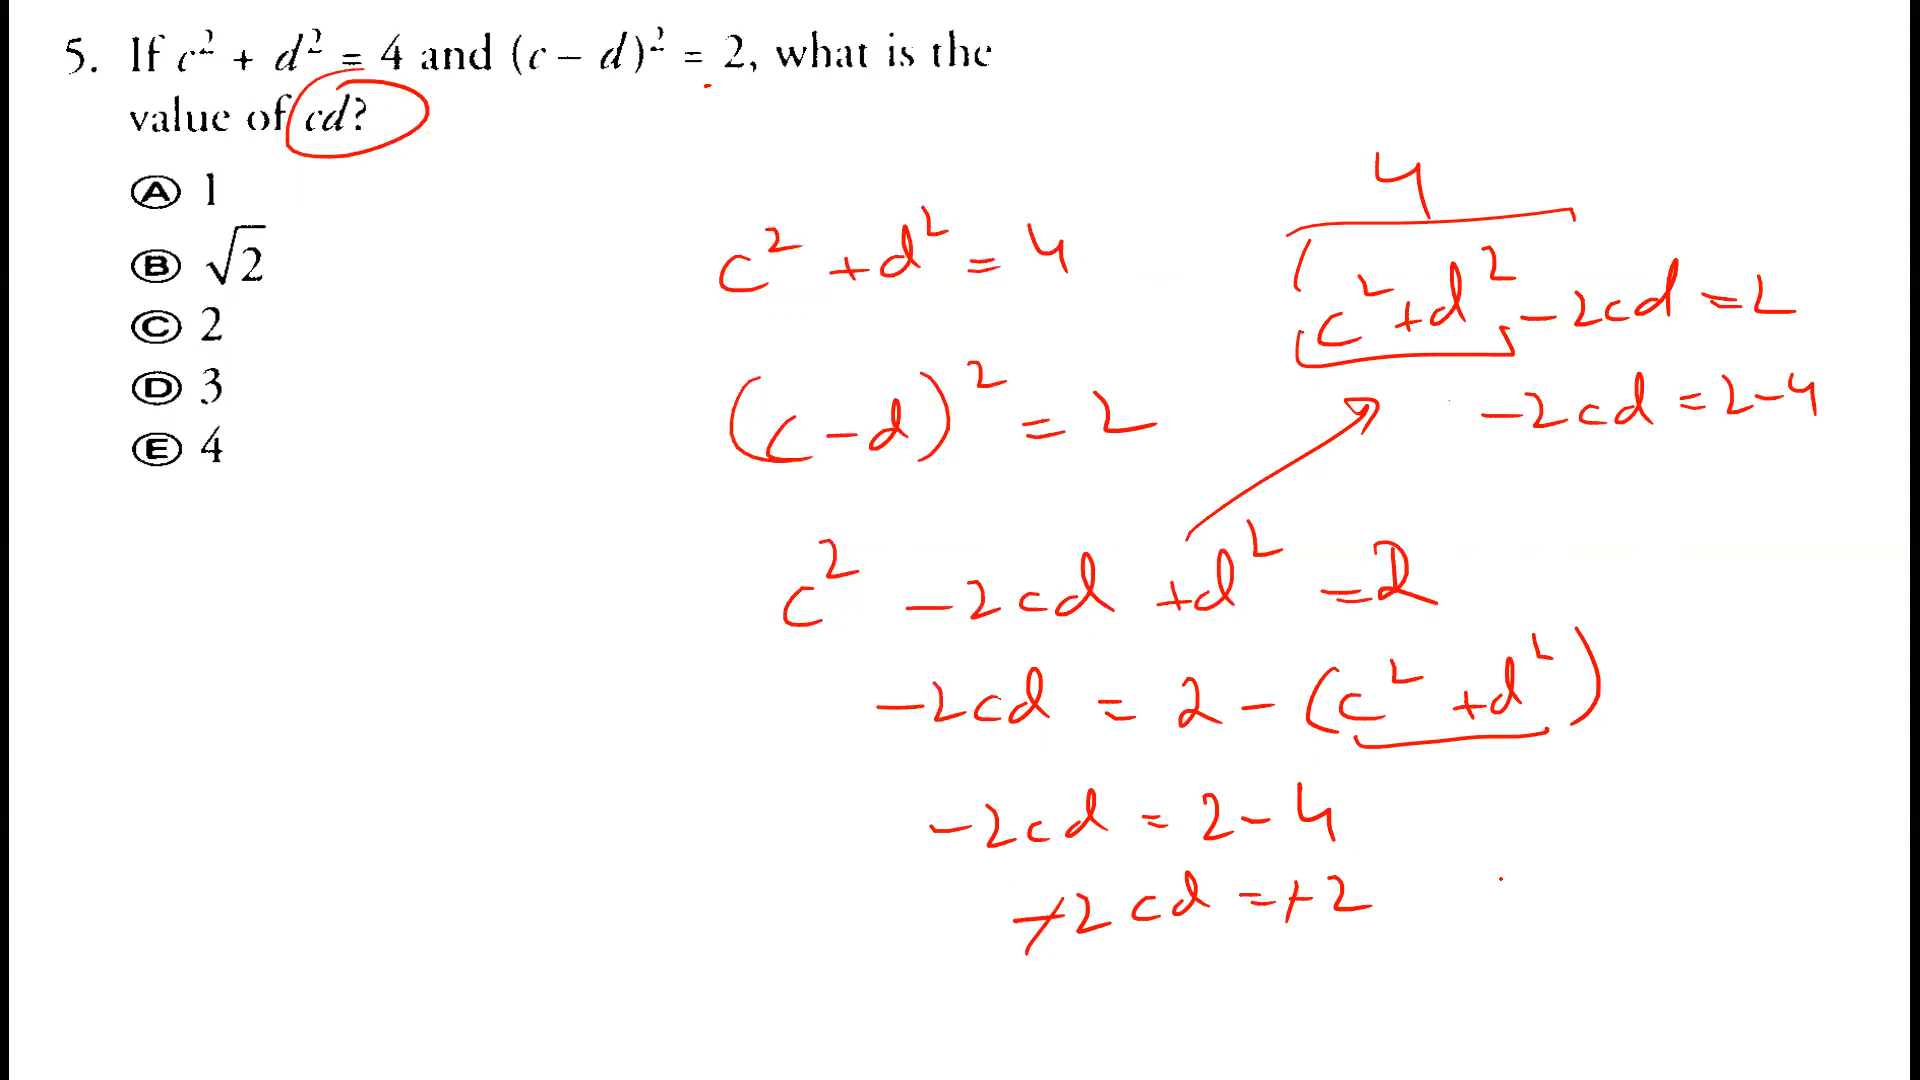 5. If c² + d² = 4 and (c – d)² = 2, what is the
value of cd?
Ⓐ 1
Ⓑ √2
Ⓒ 2
Ⓓ 3
Ⓔ 4
c² + d² = 4
(c - d)² = 2
c² - 2cd + d² = 2
-2cd = 2 - (c² + d²)
-2cd = 2 - 4
+2cd = +2
4
c² + d² - 2cd = 2
-2cd = 2 - 4